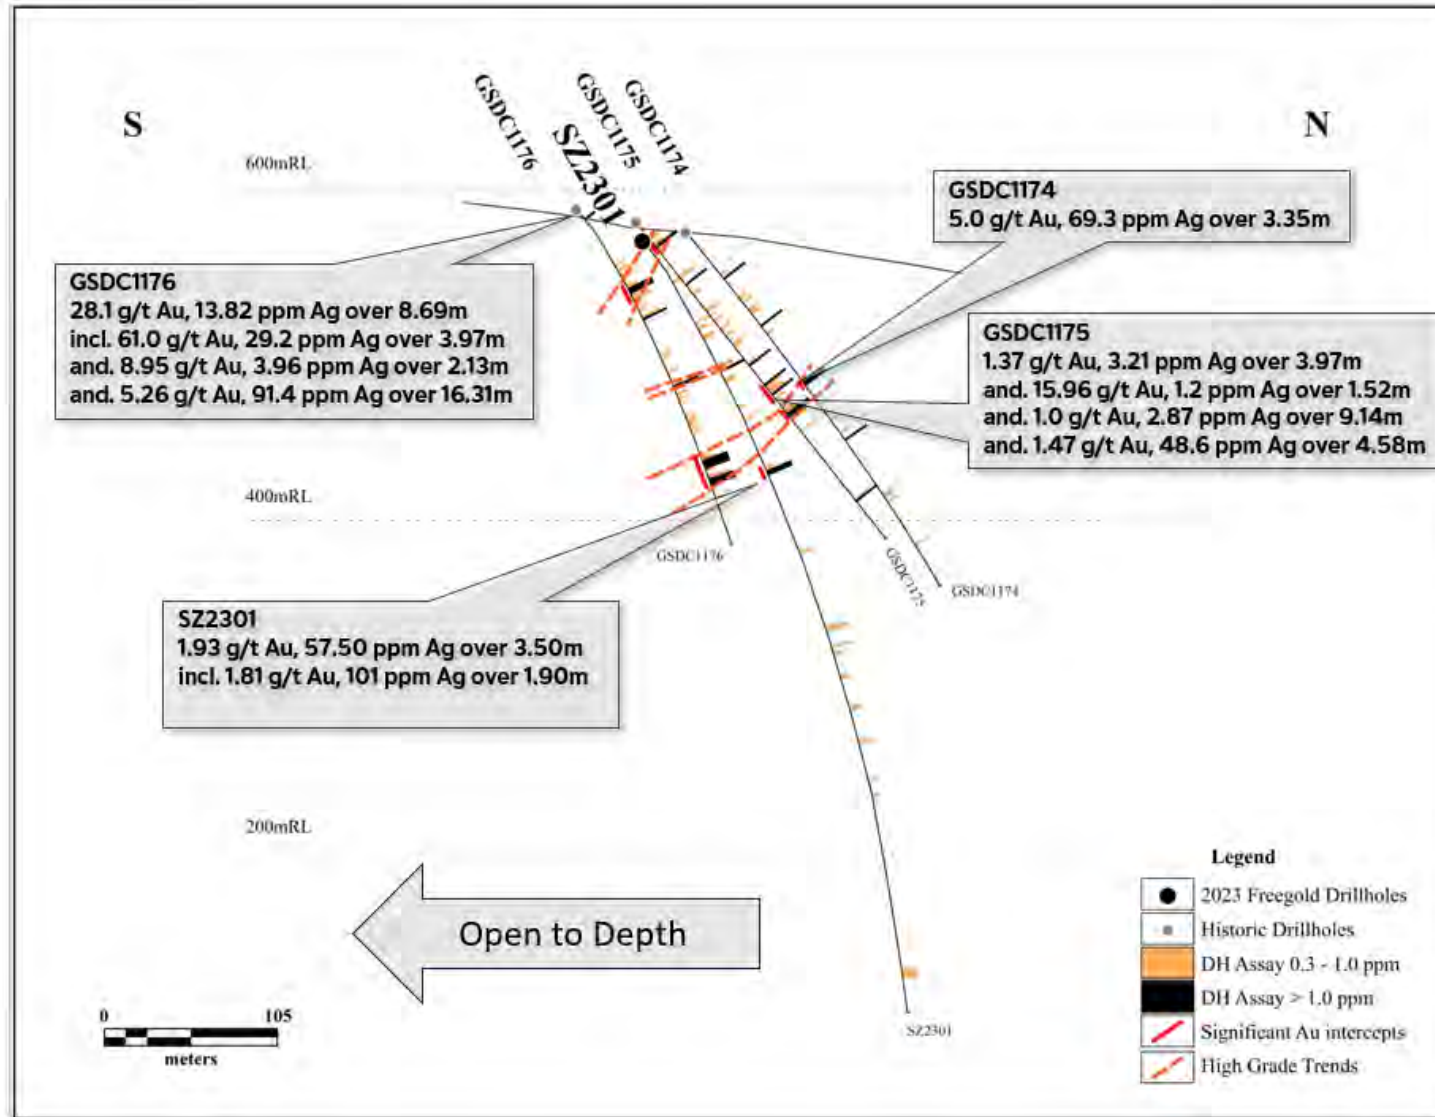 GSDC1176
SZ2301
GSDC1175
GSDC1174
S
N
600mRL
GSDC1174
5.0 g/t Au, 69.3 ppm Ag over 3.35m
GSDC1176
28.1 g/t Au, 13.82 ppm Ag over 8.69m
incl. 61.0 g/t Au, 29.2 ppm Ag over 3.97m
and. 8.95 g/t Au, 3.96 ppm Ag over 2.13m
and. 5.26 g/t Au, 91.4 ppm Ag over 16.31m
GSDC1175
1.37 g/t Au, 3.21 ppm Ag over 3.97m
and. 15.96 g/t Au, 1.2 ppm Ag over 1.52m
and. 1.0 g/t Au, 2.87 ppm Ag over 9.14m
and. 1.47 g/t Au, 48.6 ppm Ag over 4.58m
400mRL
GSDC1176
GSDC1175
GSDC1174
SZ2301
1.93 g/t Au, 57.50 ppm Ag over 3.50m
incl. 1.81 g/t Au, 101 ppm Ag over 1.90m
200mRL
Open to Depth
SZ2301
0 105
meters
Legend
2023 Freegold Drillholes
Historic Drillholes
DH Assay 0.3 - 1.0 ppm
DH Assay > 1.0 ppm
Significant Au intercepts
High Grade Trends